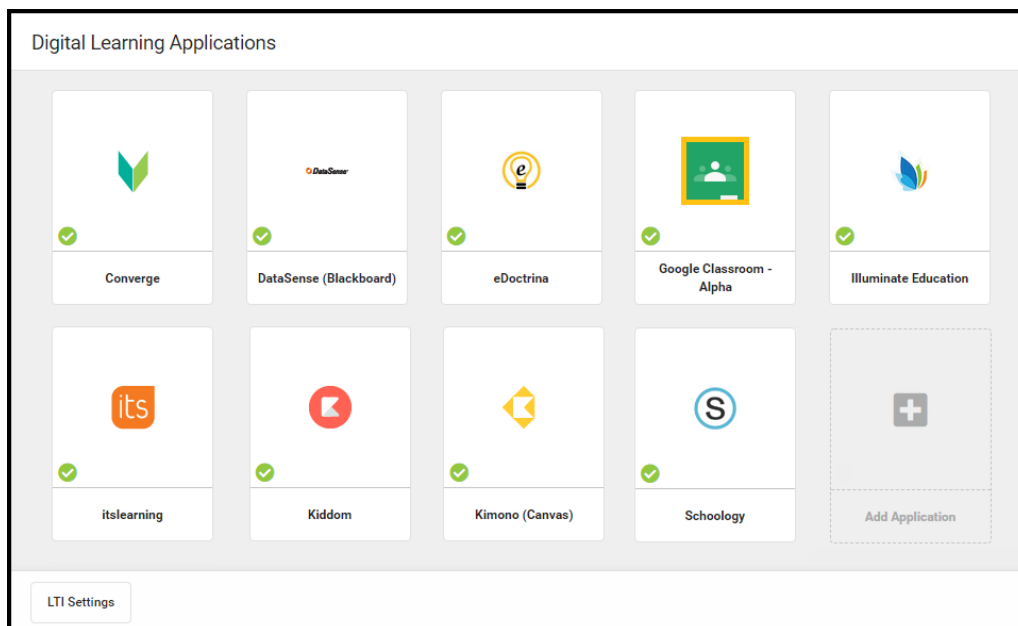 Digital Learning Applications
DataSense
e
Converge
DataSense (Blackboard)
eDoctrina
Google Classroom -
Alpha
Illuminate Education
its
K
S
itslearning
Kiddom
Kimono (Canvas)
Schoology
Add Application
LTI Settings